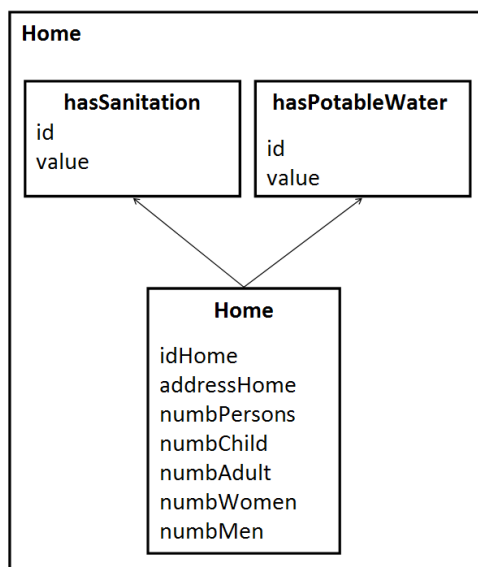 Home
hasSanitation
id
value
hasPotableWater
id
value
Home
idHome
addressHome
numbPersons
numbChild
numbAdult
numbWomen
numbMen